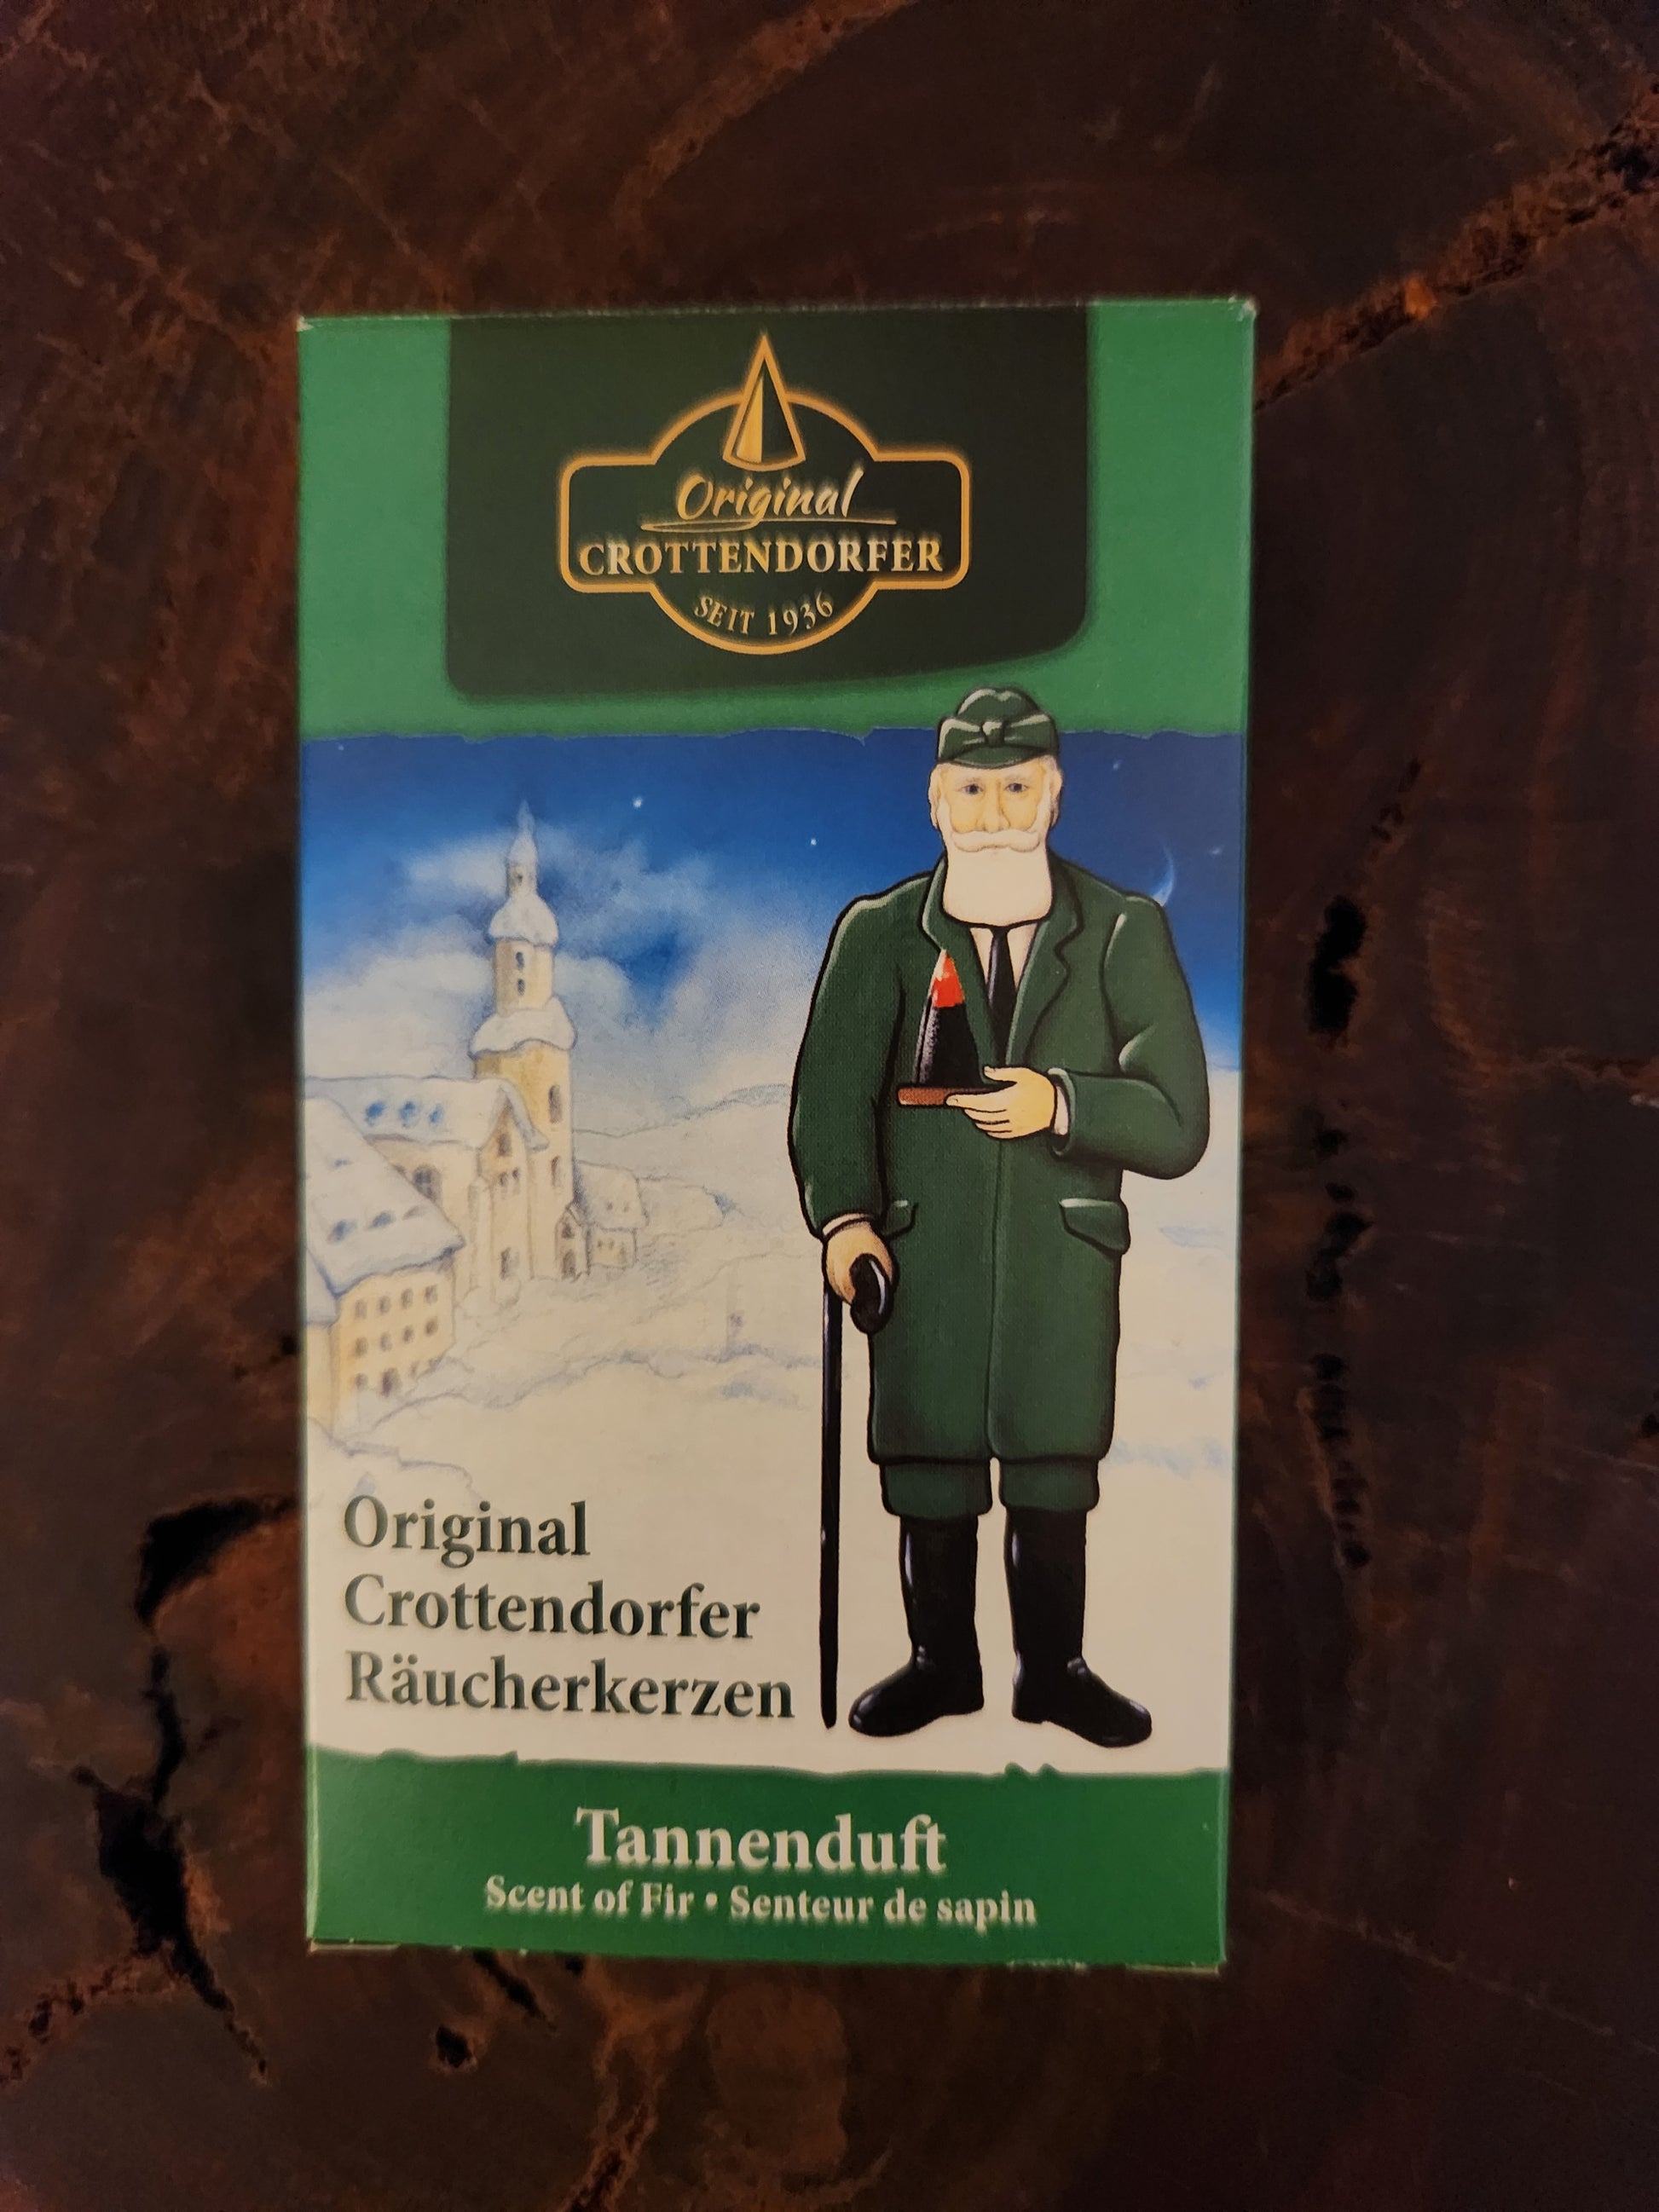 Original
CROTTENDORFER
SEIT 1936
Original
Crottendorfer
Räucherkerzen
Tannenduft
Scent of Fir • Senteur de sapin